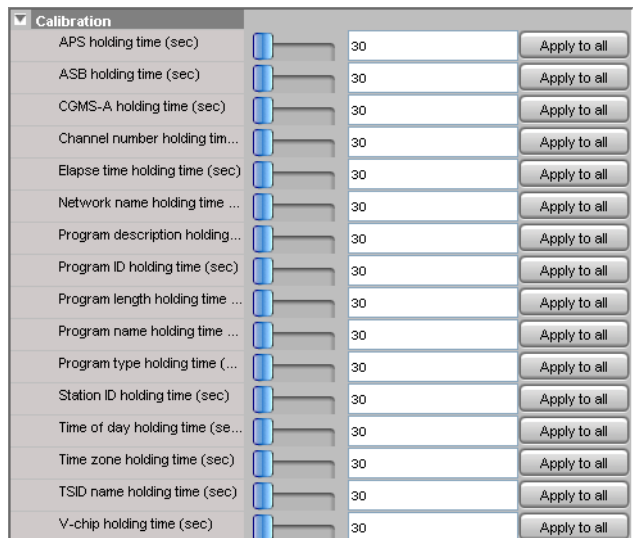 Calibration
APS holding time (sec) 30 Apply to all
ASB holding time (sec) 30 Apply to all
CGMS-A holding time (sec) 30 Apply to all
Channel number holding tim... 30 Apply to all
Elapse time holding time (sec) 30 Apply to all
Network name holding time ... 30 Apply to all
Program description holding... 30 Apply to all
Program ID holding time (sec) 30 Apply to all
Program length holding time ... 30 Apply to all
Program name holding time ... 30 Apply to all
Program type holding time (... 30 Apply to all
Station ID holding time (sec) 30 Apply to all
Time of day holding time (se... 30 Apply to all
Time zone holding time (sec) 30 Apply to all
TSID name holding time (sec) 30 Apply to all
V-chip holding time (sec) 30 Apply to all